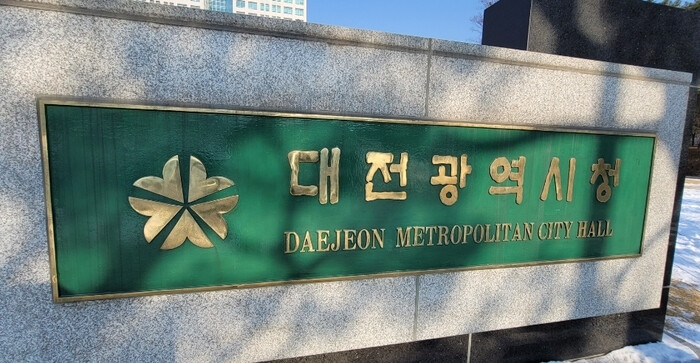 대전광역시청
DAEJEON METROPOLITAN CITY HALL